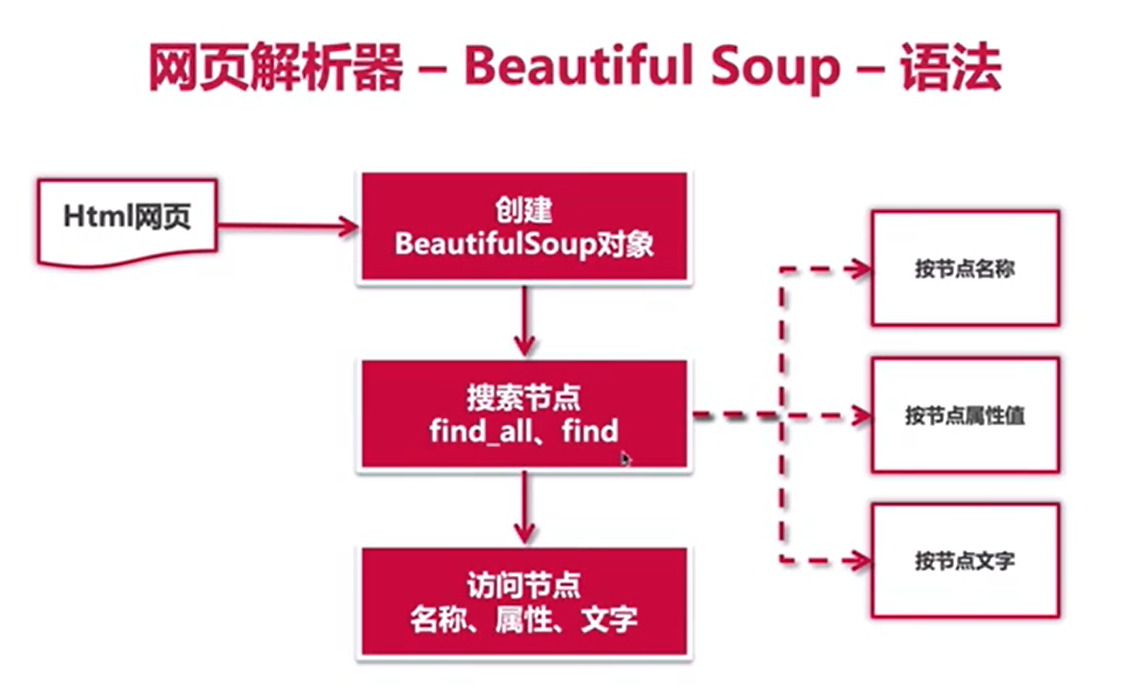 网页解析器 – Beautiful Soup – 语法
Html网页
创建
BeautifulSoup对象
搜索节点
find_all、find
访问节点
名称、属性、文字
按节点名称
按节点属性值
按节点文字